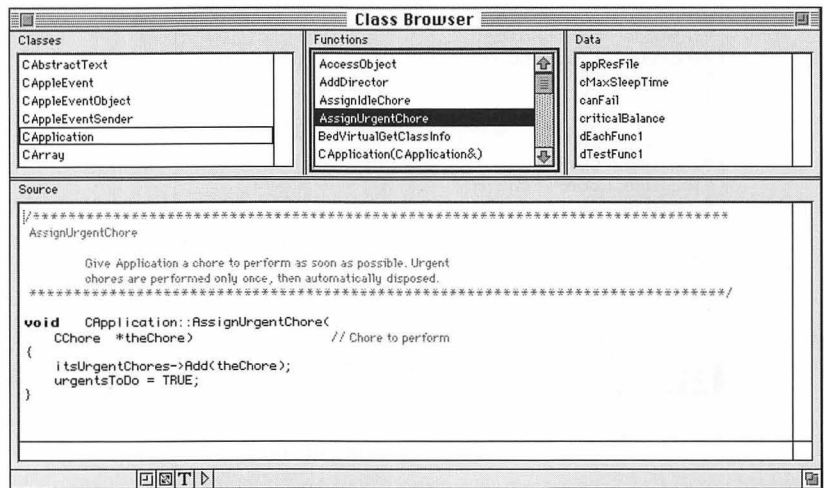 Class Browser
Classes
CAbstractText
CAppleEvent
CAppleEventObject
CAppleEventSender
CApplication
CArray
Functions
AccessObject
AddDirector
AssignIdleChore
AssignUrgentChore
BedVirtualGetClassInfo
CApplication(CApplication&)
Data
appResFile
cMaxSleepTime
canFail
criticalBalance
dEachFunc1
dTestFunc1
Source
/******************************************************************************
AssignUrgentChore
Give Application a chore to perform as soon as possible. Urgent
chores are performed only once, then automatically disposed.
******************************************************************************/
void CApplication::AssignUrgentChore(
CChore *theChore) // Chore to perform
{
itsUrgentChores->Add(theChore);
urgentsToDo = TRUE;
}
T